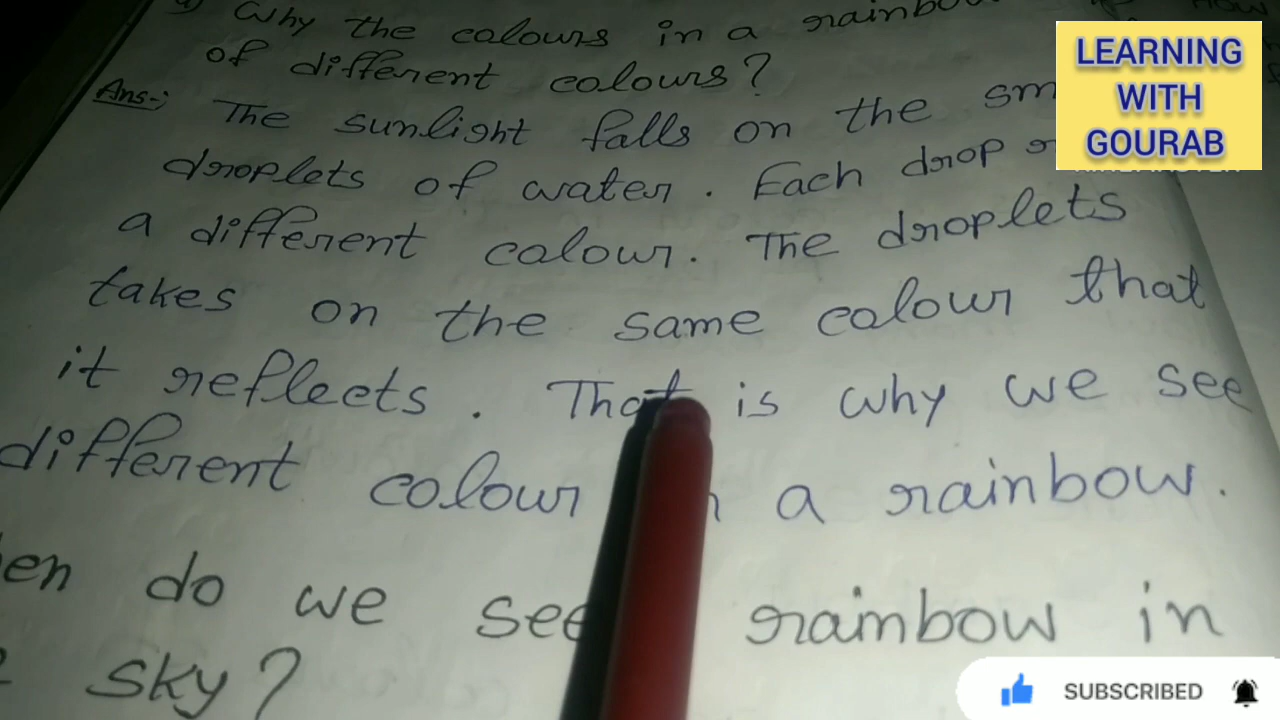 Why the colours in a rainbow
of different colours?
Ans-: The sunlight falls on the
droplets of water. Each drop
a different colour. The droplets
takes on the same colour that
it reflects. That is why we see
different colour a rainbow.
do we see rainbow in
sky?
LEARNING
WITH
GOURAB
SUBSCRIBED